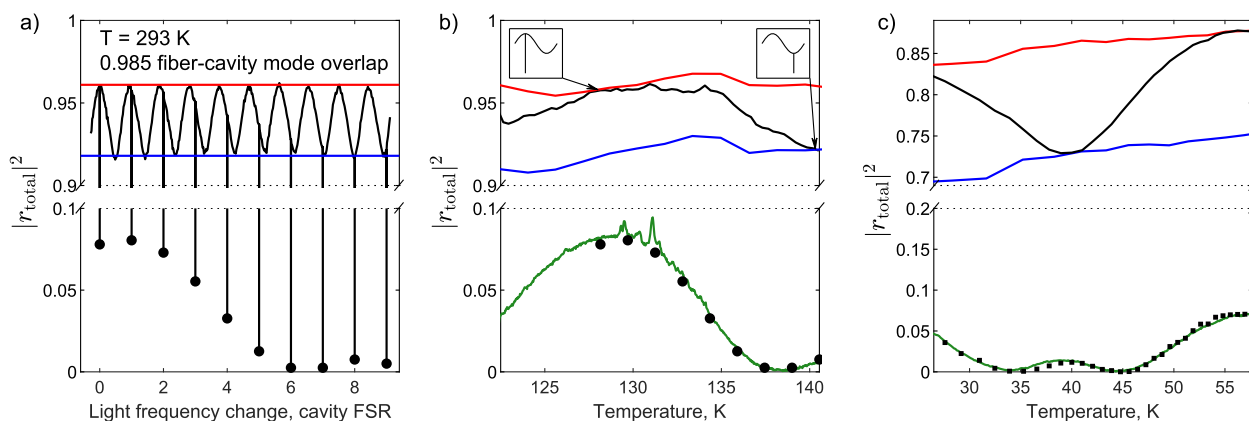 a)
T = 293 K
0.985 fiber-cavity mode overlap
1
0.95
0.9
0.1
0.05
0
|r_total|^2
0 2 4 6 8
Light frequency change, cavity FSR
b)
1
0.95
0.9
0.1
0.05
0
|r_total|^2
125 130 135 140
Temperature, K
c)
0.85
0.8
0.75
0.7
0.2
0.15
0.1
0.05
0
|r_total|^2
30 35 40 45 50 55
Temperature, K